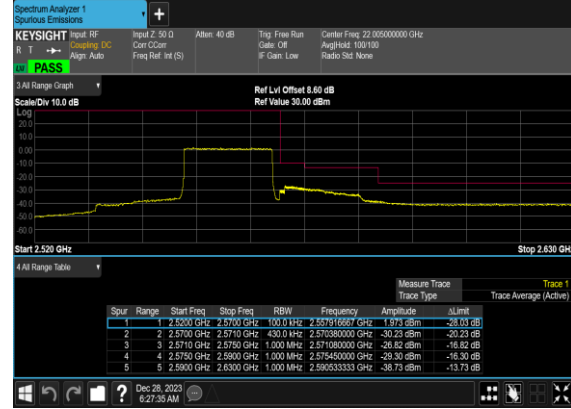 Spectrum Analyzer 1
Spurious Emissions
KEYSIGHT Input: RF Input Z: 50 Ω Atten: 40 dB Trig: Free Run Center Freq: 22.005000000 GHz
R T Coupling: DC Corr CCorr Gate: Off Avg|Hold: 100/100
Align: Auto Freq Ref: Int (S) IF Gain: Low Radio Std: None
LNI PASS
3 All Range Graph
Ref Lvl Offset 8.60 dB
Scale/Div 10.0 dB Ref Value 30.00 dBm
Log
20.0
10.0
0.00
-10.0
-20.0
-30.0
-40.0
-50.0
-60.0
Start 2.520 GHz Stop 2.630 GHz
4 All Range Table
Measure Trace Trace 1
Trace Type Trace Average (Active)
Spur Range Start Freq Stop Freq RBW Frequency Amplitude ΔLimit
1 1 2.5200 GHz 2.5700 GHz 100.0 kHz 2.557916667 GHz 1.973 dBm -28.03 dB
2 2 2.5700 GHz 2.5710 GHz 430.0 kHz 2.570380000 GHz -30.23 dBm -20.23 dB
3 3 2.5710 GHz 2.5750 GHz 1.000 MHz 2.571080000 GHz -26.82 dBm -16.82 dB
4 4 2.5750 GHz 2.5900 GHz 1.000 MHz 2.575450000 GHz -29.30 dBm -16.30 dB
5 5 2.5900 GHz 2.6300 GHz 1.000 MHz 2.590533333 GHz -38.73 dBm -13.73 dB
Dec 28, 2023
6:27:35 AM